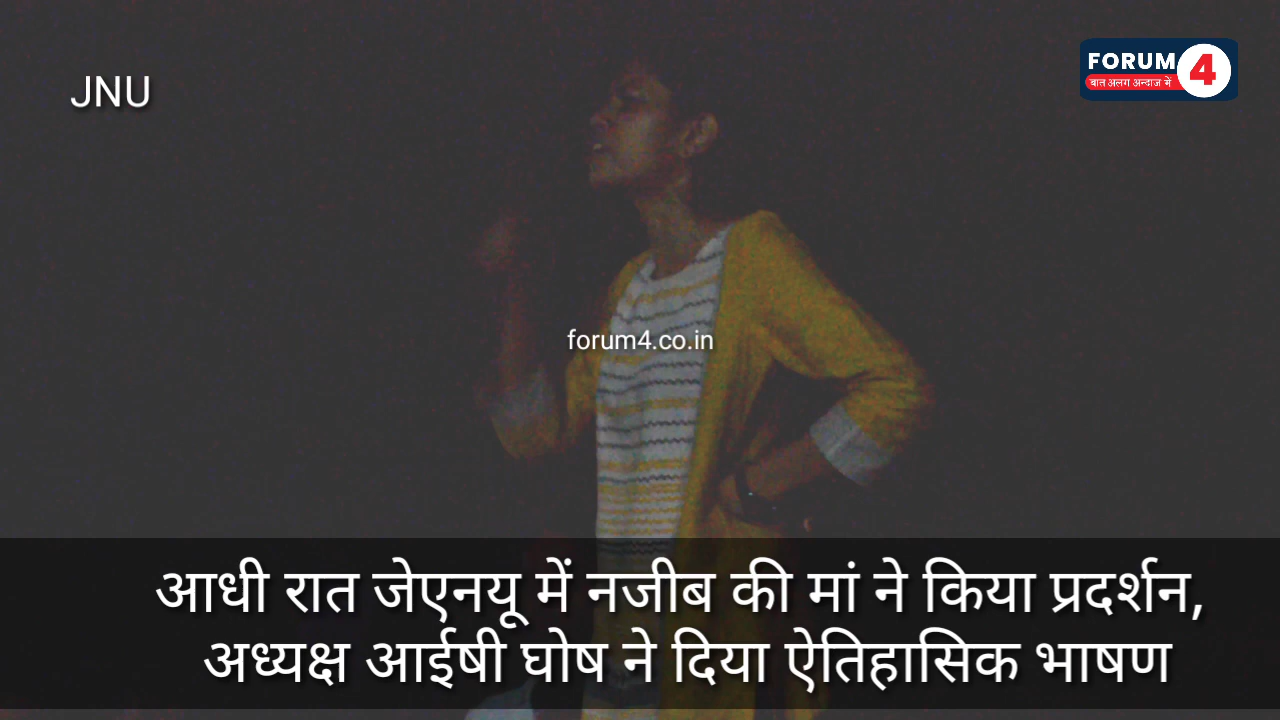 JNU
FORUM 4
बात अलग अन्दाज में
forum4.co.in
आधी रात जेएनयू में नजीब की मां ने किया प्रदर्शन,
अध्यक्ष आईषी घोष ने दिया ऐतिहासिक भाषण